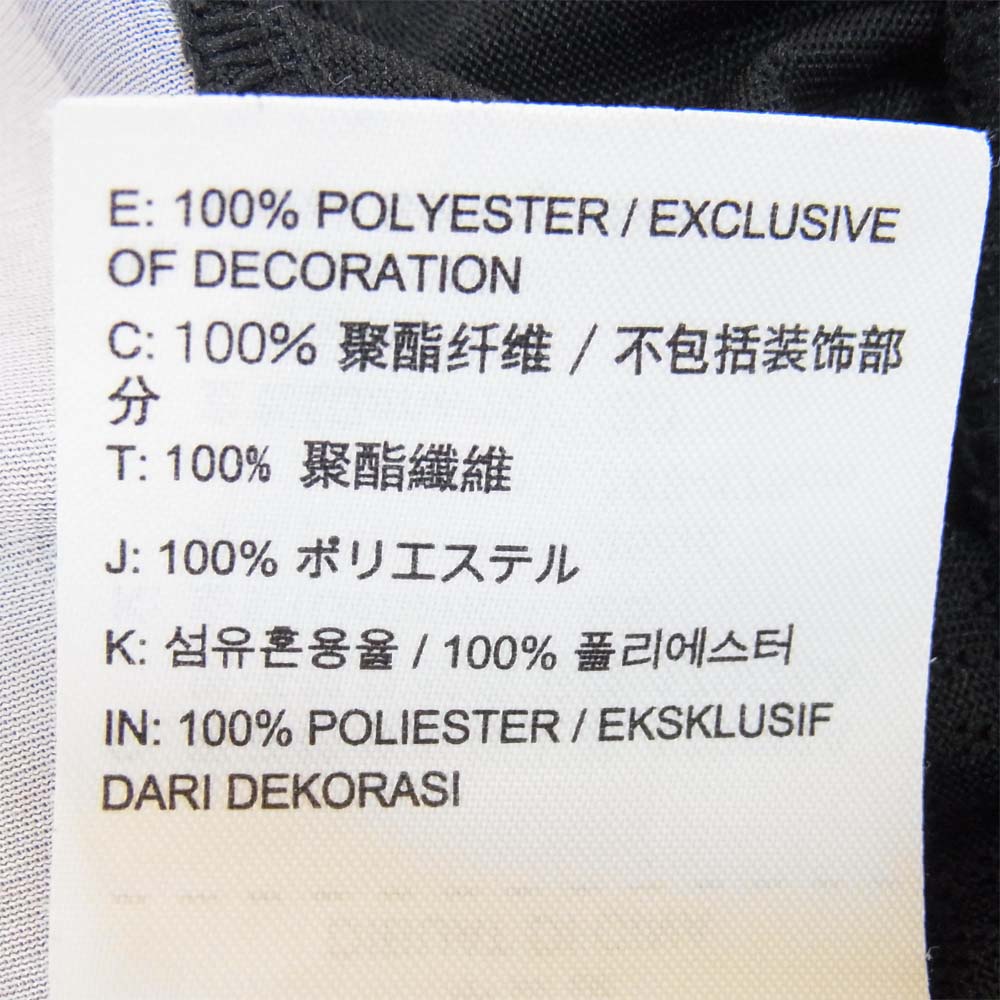 E: 100% POLYESTER / EXCLUSIVE
OF DECORATION
C: 100% 聚酯纤维 / 不包括装饰部
分
T: 100% 聚酯纖維
J: 100% ポリエステル
K: 섬유혼용율 / 100% 폴리에스터
IN: 100% POLIESTER / EKSKLUSIF
DARI DEKORASI